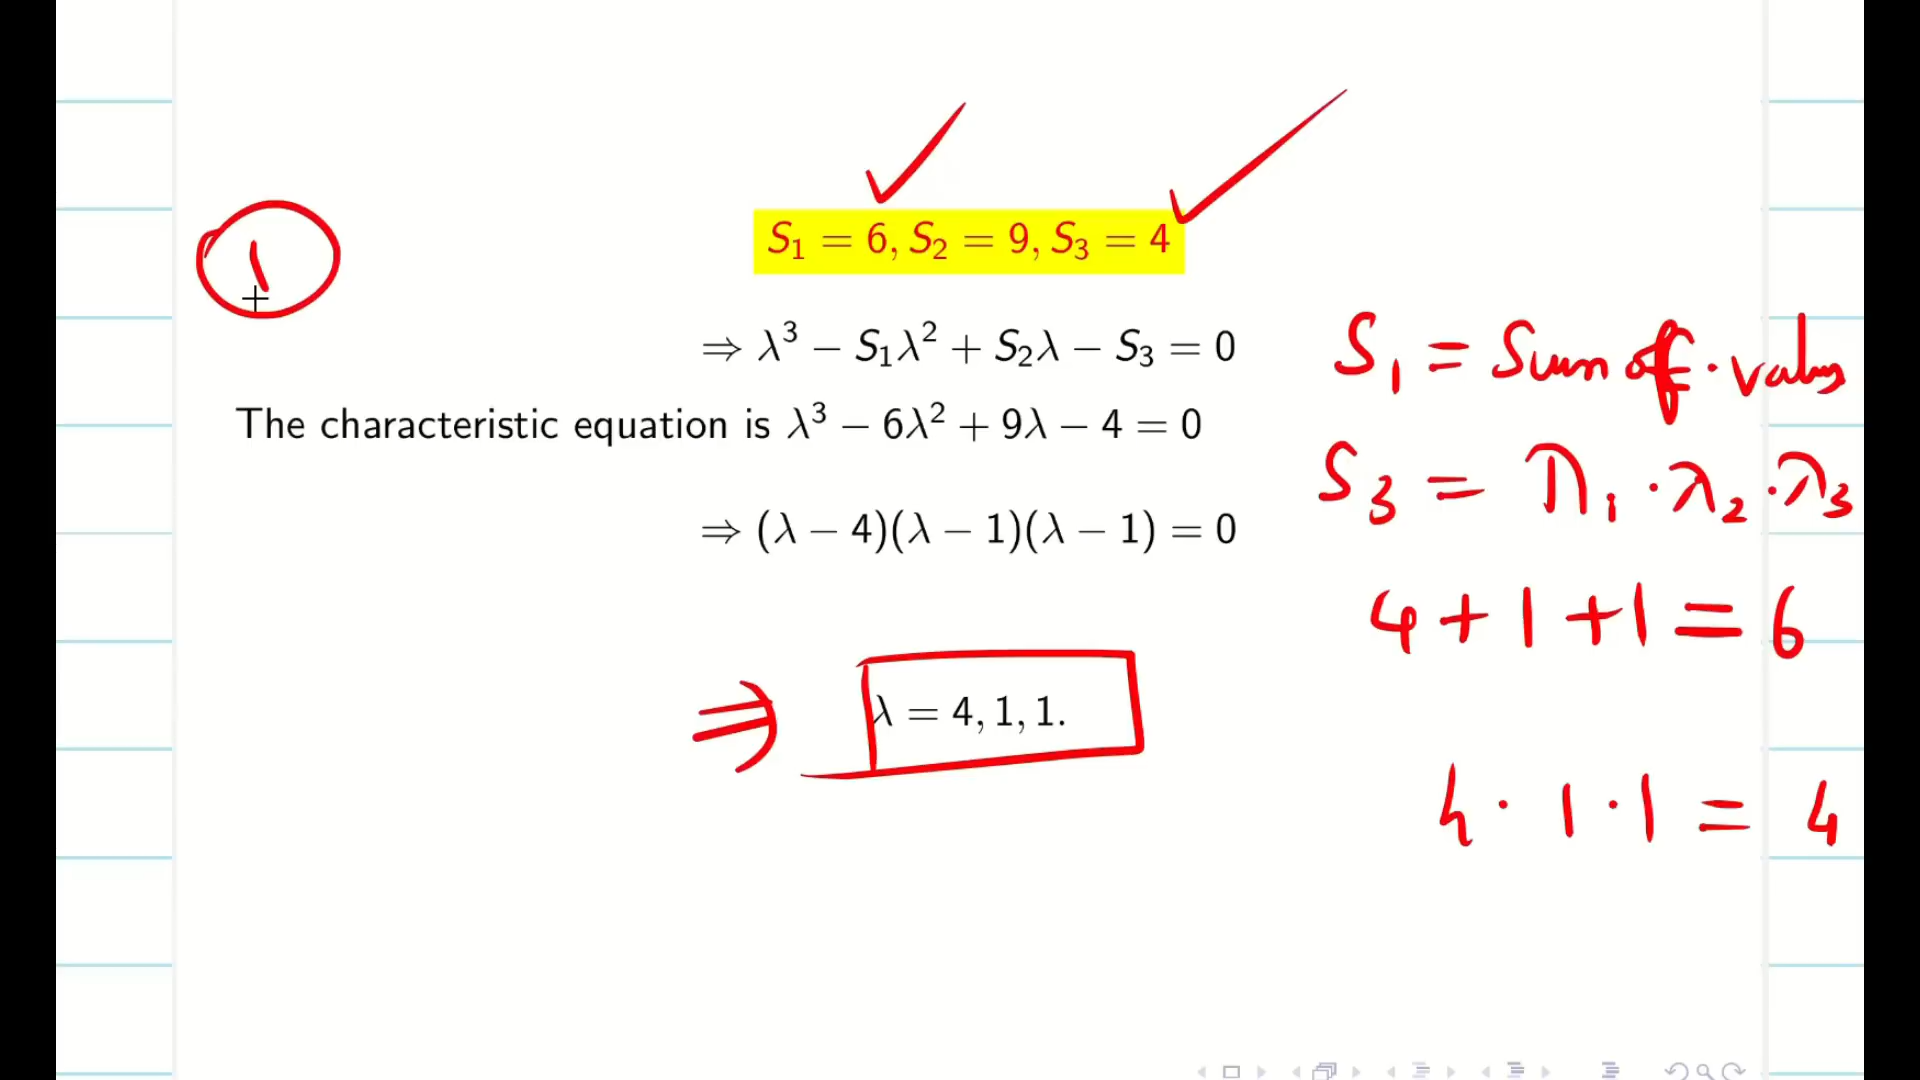 1
S₁ = 6, S₂ = 9, S₃ = 4
⇒ λ³ − S₁λ² + S₂λ − S₃ = 0
The characteristic equation is λ³ − 6λ² + 9λ − 4 = 0
⇒ (λ − 4)(λ − 1)(λ − 1) = 0
⇒ λ = 4, 1, 1.
S₁ = Sum of E. values
S₃ = λ₁ · λ₂ · λ₃
4 + 1 + 1 = 6
4 · 1 · 1 = 4